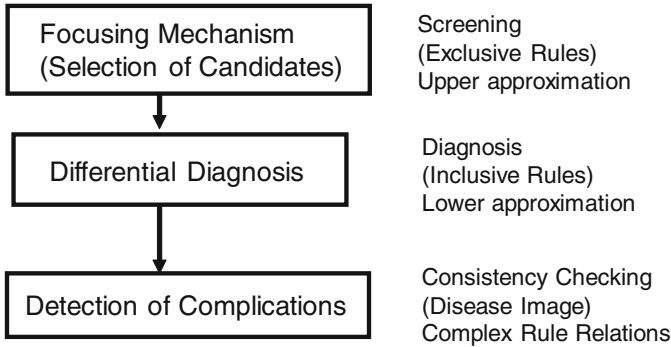 Focusing Mechanism
(Selection of Candidates)
Screening
(Exclusive Rules)
Upper approximation
Differential Diagnosis
Diagnosis
(Inclusive Rules)
Lower approximation
Detection of Complications
Consistency Checking
(Disease Image)
Complex Rule Relations